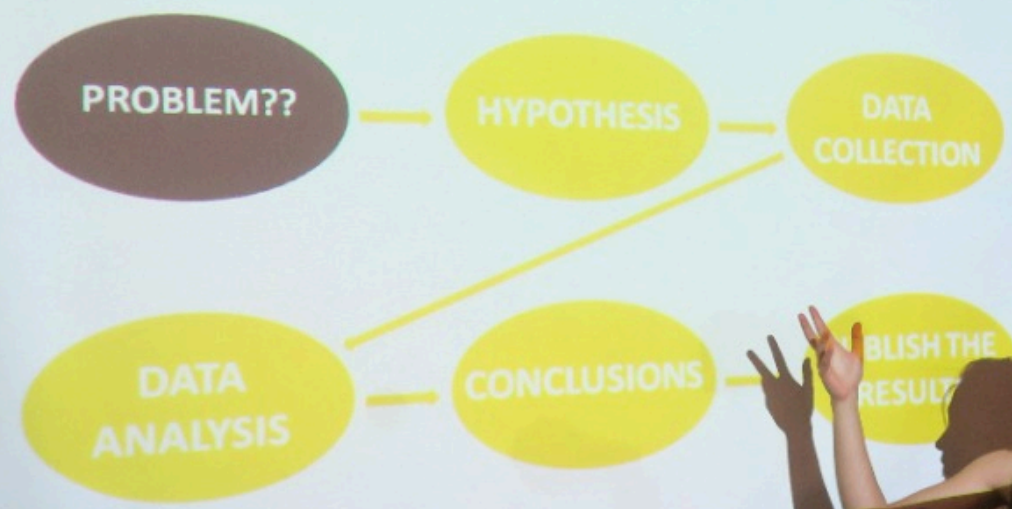 PROBLEM??
HYPOTHESIS
DATA
COLLECTION
DATA
ANALYSIS
CONCLUSIONS
THE